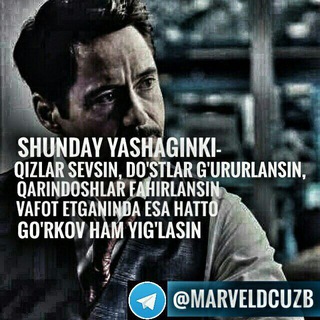 SHUNDAY YASHAGINKI-
QIZLAR SEVSIN, DO'STLAR G'URURLANSIN,
QARINDOSHLAR FAHIRLANSIN
VAFOT ETGANINDA ESA HATTO
GO'RKOV HAM YIG'LASIN
@MARVELDCUZB